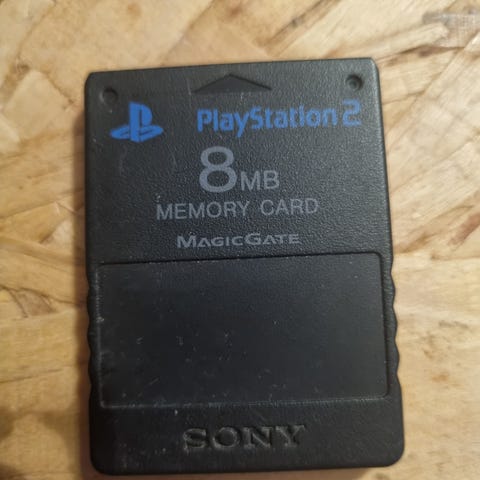 PlayStation 2
8MB
MEMORY CARD
MAGICGATE
SONY